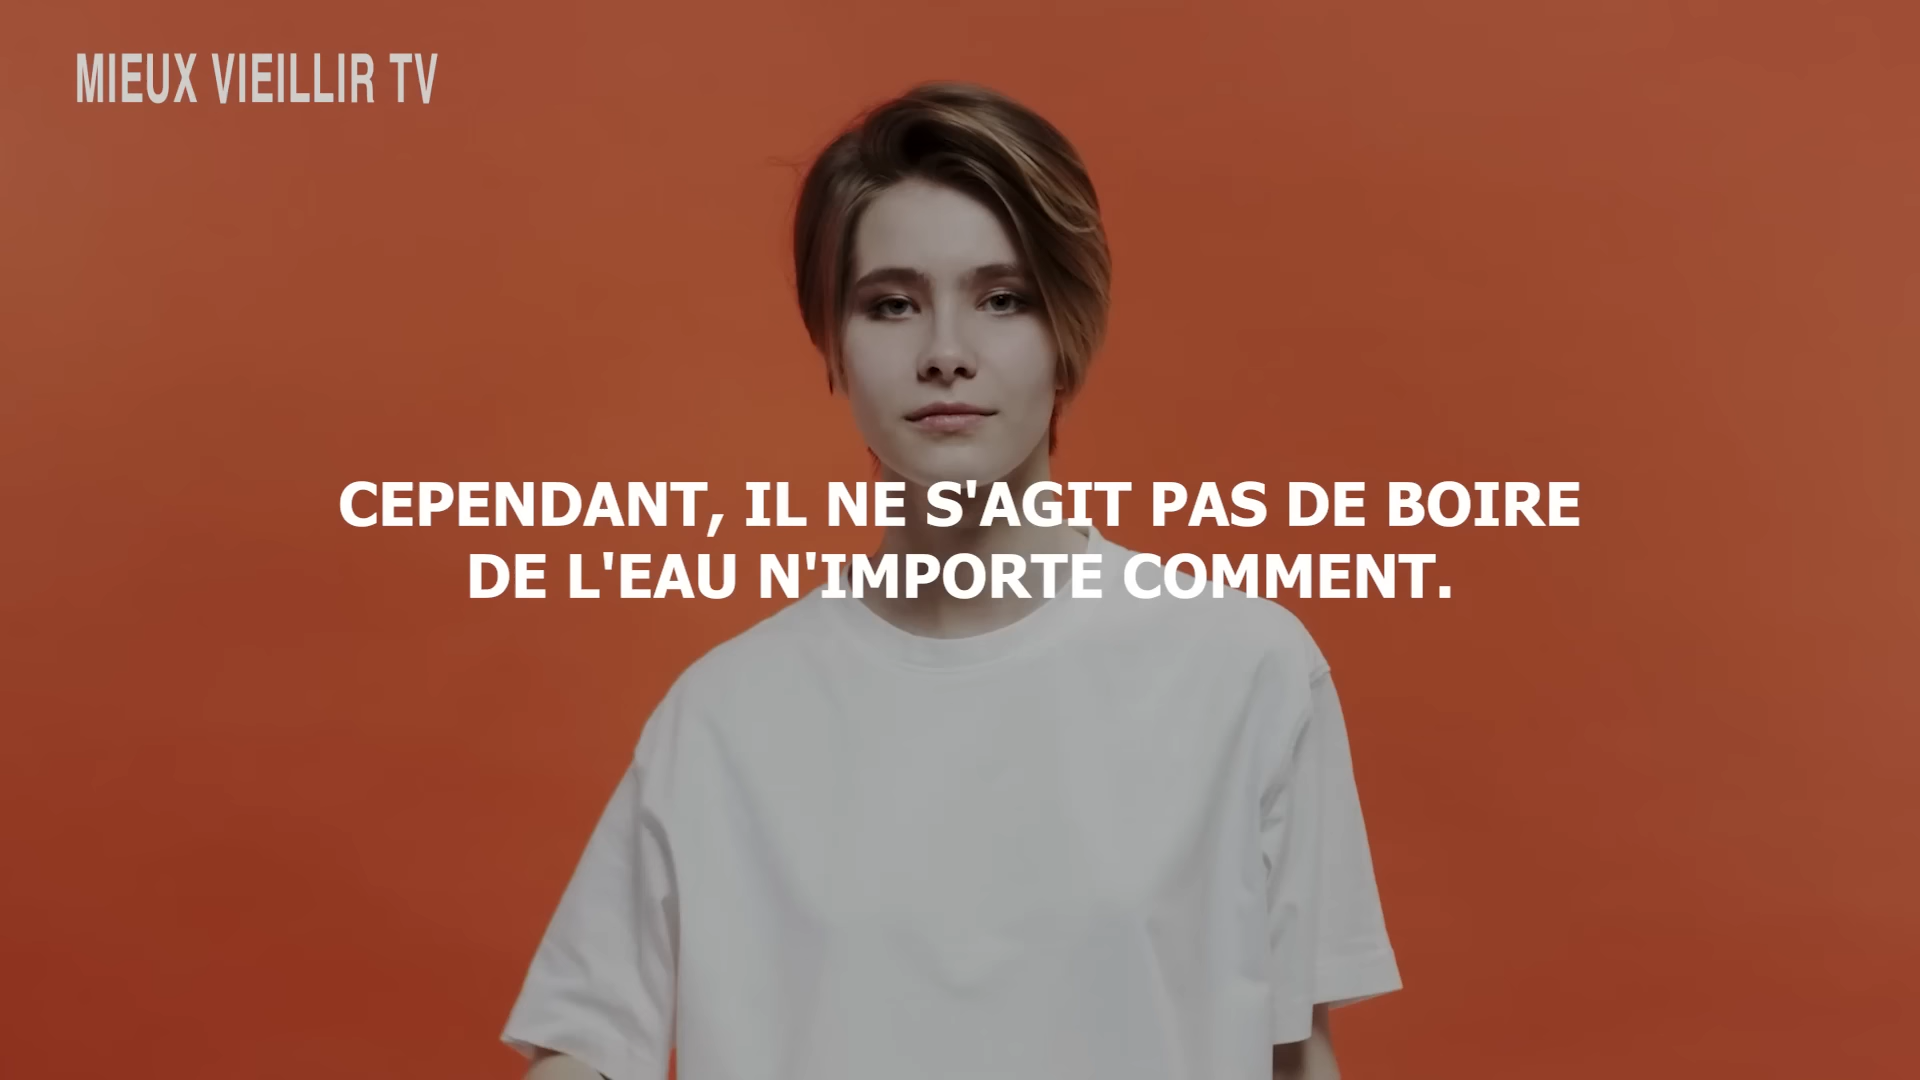 MIEUX VIEILLIR TV
CEPENDANT, IL NE S'AGIT PAS DE BOIRE
DE L'EAU N'IMPORTE COMMENT.